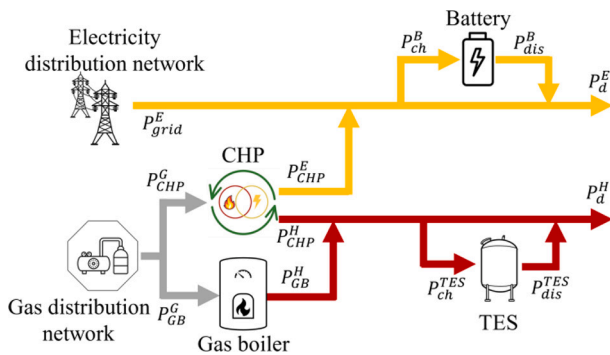 Electricity
distribution network
Battery
P_ch^B
P_dis^B
P_d^E
P_grid^E
CHP
P_CHP^G
P_CHP^E
P_d^H
P_CHP^H
P_GB^H
P_ch^TES
P_dis^TES
Gas distribution
network
P_GB^G
Gas boiler
TES